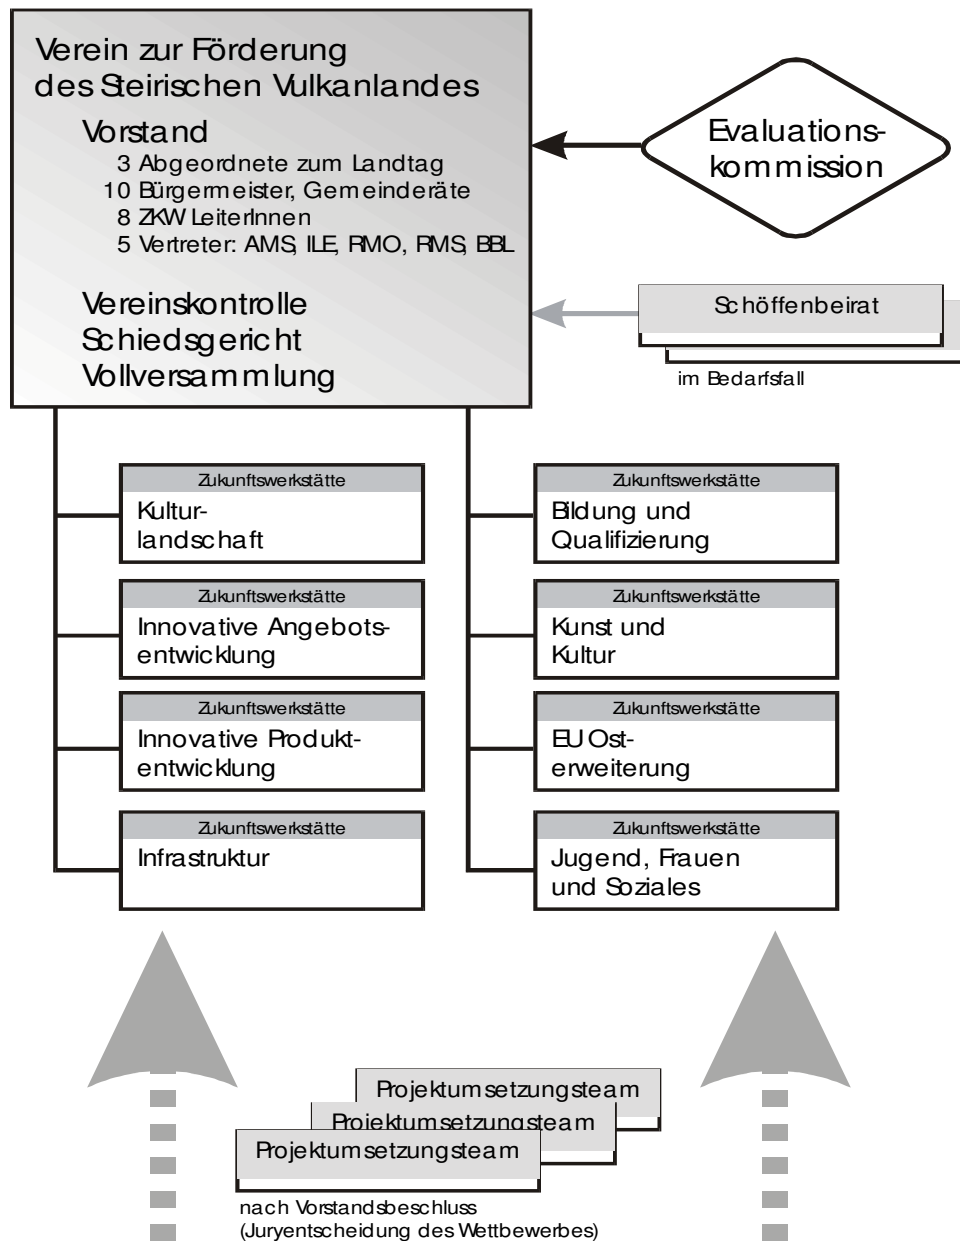 Verein zur Förderung
des Steirischen Vulkanlandes
Vorstand
3 Abgeordnete zum Landtag
10 Bürgermeister, Gemeinderäte
8 ZKW LeiterInnen
5 Vertreter: AMS, ILE, RMO, RMS, BBL
Vereinskontrolle
Schiedsgericht
Vollversammlung
Evaluations-
kommission
Schöffenbeirat
im Bedarfsfall
Zukunftswerkstätte
Kultur-
landschaft
Zukunftswerkstätte
Innovative Angebots-
entwicklung
Zukunftswerkstätte
Innovative Produkt-
entwicklung
Zukunftswerkstätte
Infrastruktur
Zukunftswerkstätte
Bildung und
Qualifizierung
Zukunftswerkstätte
Kunst und
Kultur
Zukunftswerkstätte
EU Ost-
erweiterung
Zukunftswerkstätte
Jugend, Frauen
und Soziales
Projektumsetzungsteam
Projektumsetzungsteam
Projektumsetzungsteam
nach Vorstandsbeschluss
(Juryentscheidung des Wettbewerbes)